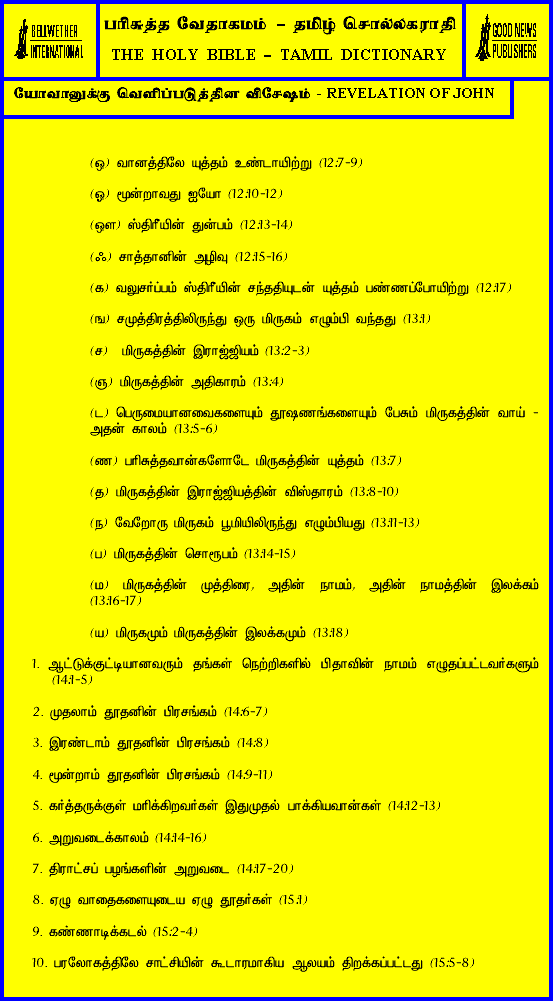 BELLWETHER
INTERNATIONAL
பரிசுத்த வேதாகமம் – தமிழ் சொல்லகராதி
THE HOLY BIBLE – TAMIL DICTIONARY
GOOD NEWS
PUBLISHERS
யோவானுக்கு வெளிப்படுத்தின விசேஷம் - REVELATION OF JOHN
(ஒ) வானத்திலே யுத்தம் உண்டாயிற்று (12:7-9)
(ஓ) மூன்றாவது ஐயோ (12:10-12)
(ஒள) ஸ்திரீயின் துன்பம் (12:13-14)
(ஃ) சாத்தானின் அழிவு (12:15-16)
(க) வலுசர்ப்பம் ஸ்திரீயின் சந்ததியுடன் யுத்தம் பண்ணப்போயிற்று (12:17)
(ங) சமுத்திரத்திலிருந்து ஒரு மிருகம் எழும்பி வந்தது (13:1)
(ச) மிருகத்தின் இராஜ்ஜியம் (13:2-3)
(ஞ) மிருகத்தின் அதிகாரம் (13:4)
(ட) பெருமையானவைகளையும் தூஷணங்களையும் பேசும் மிருகத்தின் வாய் -
அதன் காலம் (13:5-6)
(ண) பரிசுத்தவான்களோடே மிருகத்தின் யுத்தம் (13:7)
(த) மிருகத்தின் இராஜ்ஜியத்தின் விஸ்தாரம் (13:8-10)
(ந) வேறோரு மிருகம் பூமியிலிருந்து எழும்பியது (13:11-13)
(ப) மிருகத்தின் சொரூபம் (13:14-15)
(ம) மிருகத்தின் முத்திரை, அதின் நாமம், அதின் நாமத்தின் இலக்கம்
(13:16-17)
(ய) மிருகமும் மிருகத்தின் இலக்கமும் (13:18)
1. ஆட்டுக்குட்டியானவரும் தங்கள் நெற்றிகளில் பிதாவின் நாமம் எழுதப்பட்டவர்களும்
(14:1-5)
2. முதலாம் தூதனின் பிரசங்கம் (14:6-7)
3. இரண்டாம் தூதனின் பிரசங்கம் (14:8)
4. மூன்றாம் தூதனின் பிரசங்கம் (14:9-11)
5. கர்த்தருக்குள் மரிக்கிறவர்கள் இதுமுதல் பாக்கியவான்கள் (14:12-13)
6. அறுவடைக்காலம் (14:14-16)
7. திராட்சப் பழங்களின் அறுவடை (14:17-20)
8. ஏழு வாதைகளையுடைய ஏழு தூதர்கள் (15:1)
9. கண்ணாடிக்கடல் (15:2-4)
10. பரலோகத்திலே சாட்சியின் கூடாரமாகிய ஆலயம் திறக்கப்பட்டது (15:5-8)